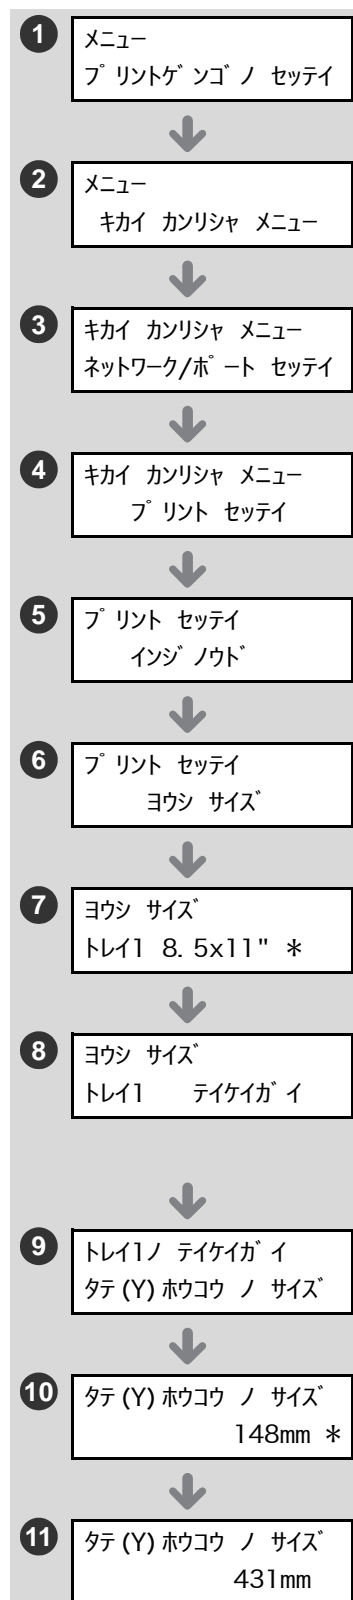 1
メニュー
プリントゲンゴノ セッテイ
2
メニュー
キカイ カンリシャ メニュー
3
キカイ カンリシャ メニュー
ネットワーク/ポート セッテイ
4
キカイ カンリシャ メニュー
プリント セッテイ
5
プリント セッテイ
インジノウド
6
プリント セッテイ
ヨウシ サイズ
7
ヨウシ サイズ
トレイ1 8.5x11" *
8
ヨウシ サイズ
トレイ1 テイケイガイ
9
トレイ1ノ テイケイガイ
タテ(Y)ホウコウ ノ サイズ
10
タテ(Y)ホウコウ ノ サイズ
148mm *
11
タテ(Y)ホウコウ ノ サイズ
431mm